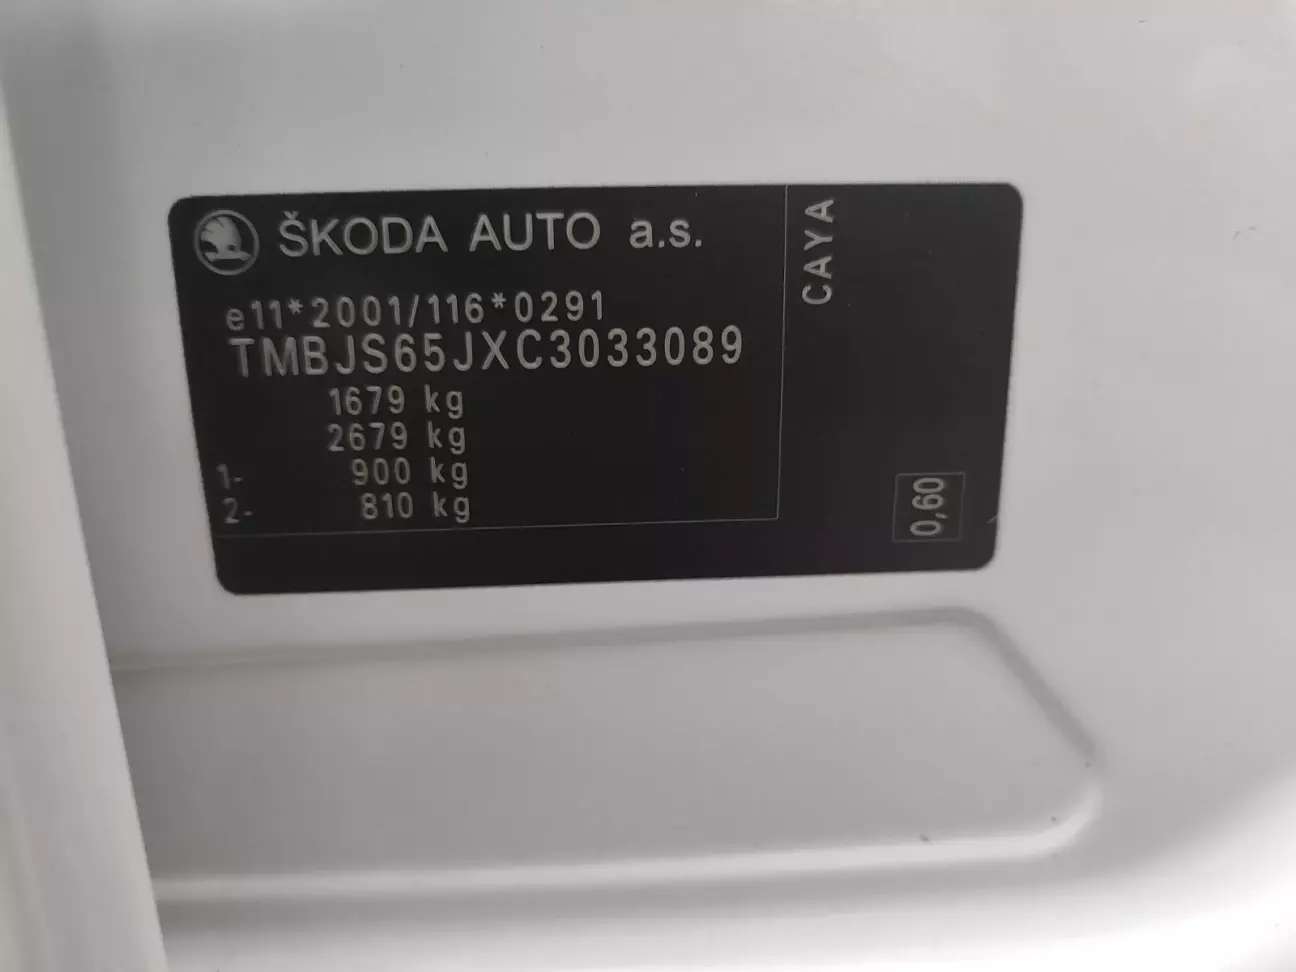 ŠKODA AUTO a.s.
e11*2001/116*0291
TMBJS65JXC3033089
1679 kg
2679 kg
1- 900 kg
2- 810 kg
CAYA
0,60